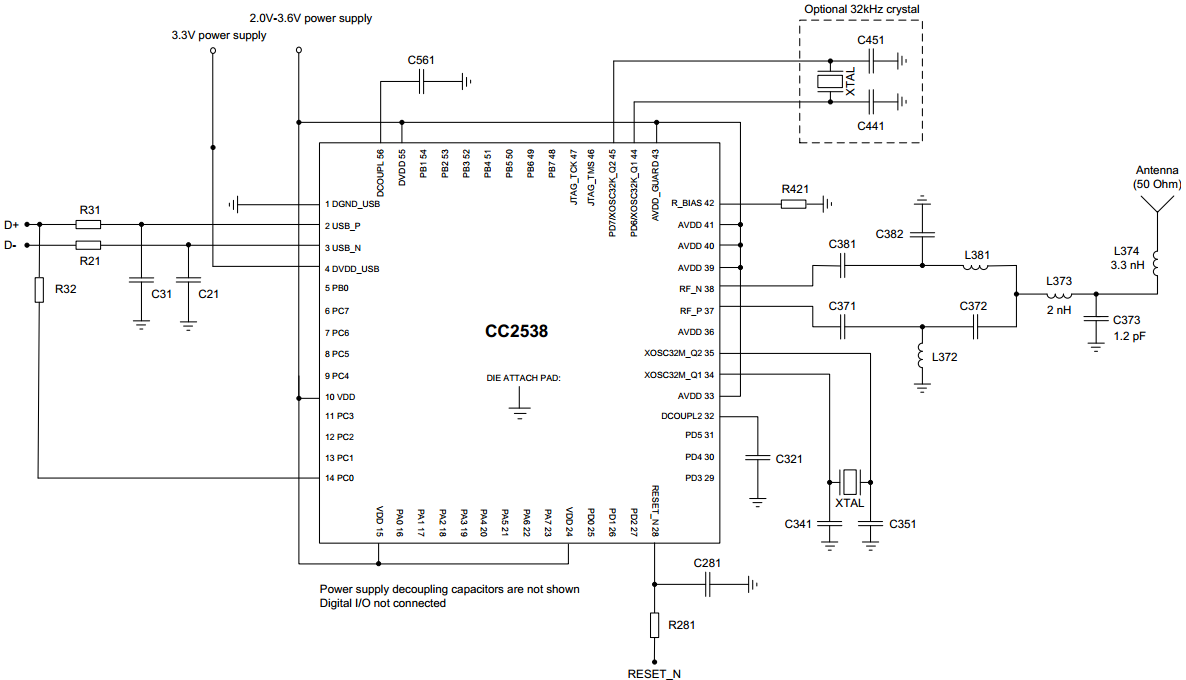 Optional 32kHz crystal
2.0V-3.6V power supply
3.3V power supply
C451
C561
XTAL
C441
DCOUPL 56
DVDD 55
PB1 54
PB2 53
PB3 52
PB4 51
PB5 50
PB6 49
PB7 48
JTAG_TCK 47
JTAG_TMS 46
PD7/XOSC32K_Q2 45
PD6/XOSC32K_Q1 44
AVDD_GUARD 43
Antenna
(50 Ohm)
R421
1 DGND_USB
R_BIAS 42
R31
D+
2 USB_P
AVDD 41
C382
C381
D-
3 USB_N
AVDD 40
L374
3.3 nH
R21
L381
4 DVDD_USB
AVDD 39
R32
C31
C21
5 PB0
RF_N 38
L373
2 nH
6 PC7
RF_P 37
C371
C372
C373
1.2 pF
7 PC6
CC2538
AVDD 36
8 PC5
XOSC32M_Q2 35
L372
9 PC4
DIE ATTACH PAD:
XOSC32M_Q1 34
10 VDD
AVDD 33
11 PC3
DCOUPL2 32
12 PC2
PD5 31
13 PC1
PD4 30
C321
14 PC0
PD3 29
XTAL
VDD 15
PA0 16
PA1 17
PA2 18
PA3 19
PA4 20
PA5 21
PA6 22
PA7 23
VDD 24
PD0 25
PD1 26
PD2 27
RESET_N 28
C341
C351
C281
Power supply decoupling capacitors are not shown
Digital I/O not connected
R281
RESET_N